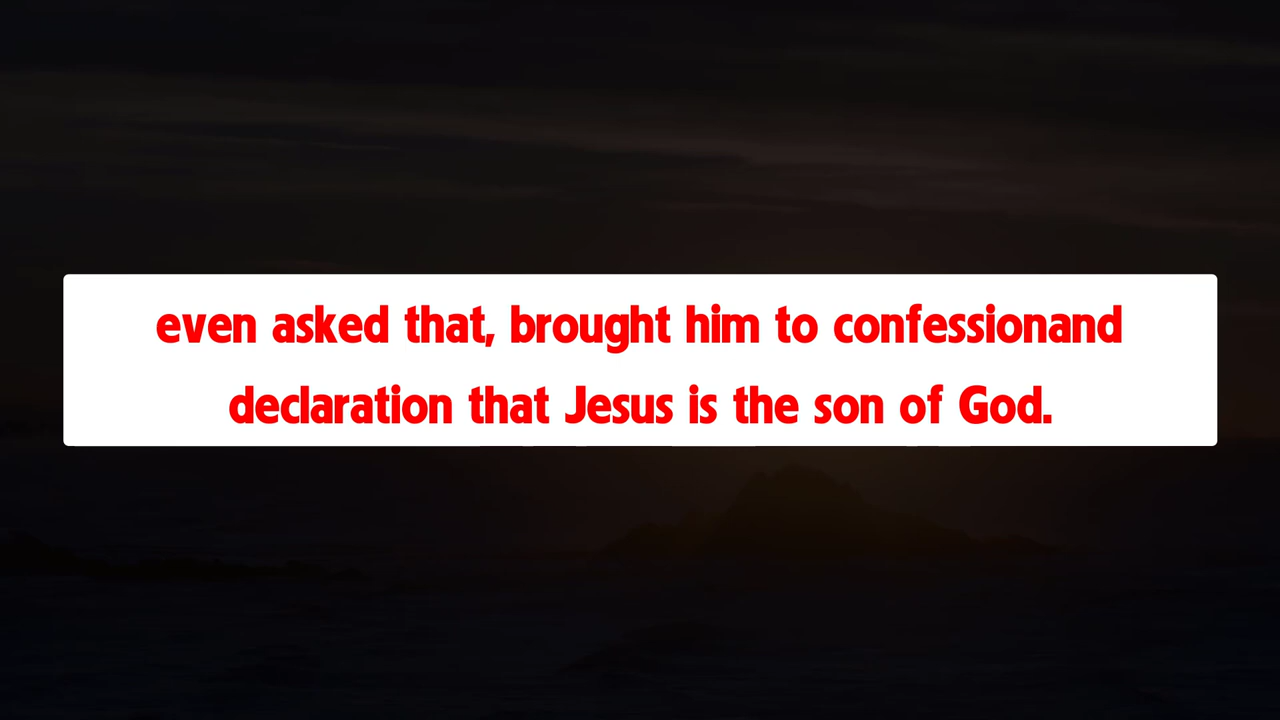 even asked that, brought him to confessionand
declaration that Jesus is the son of God.